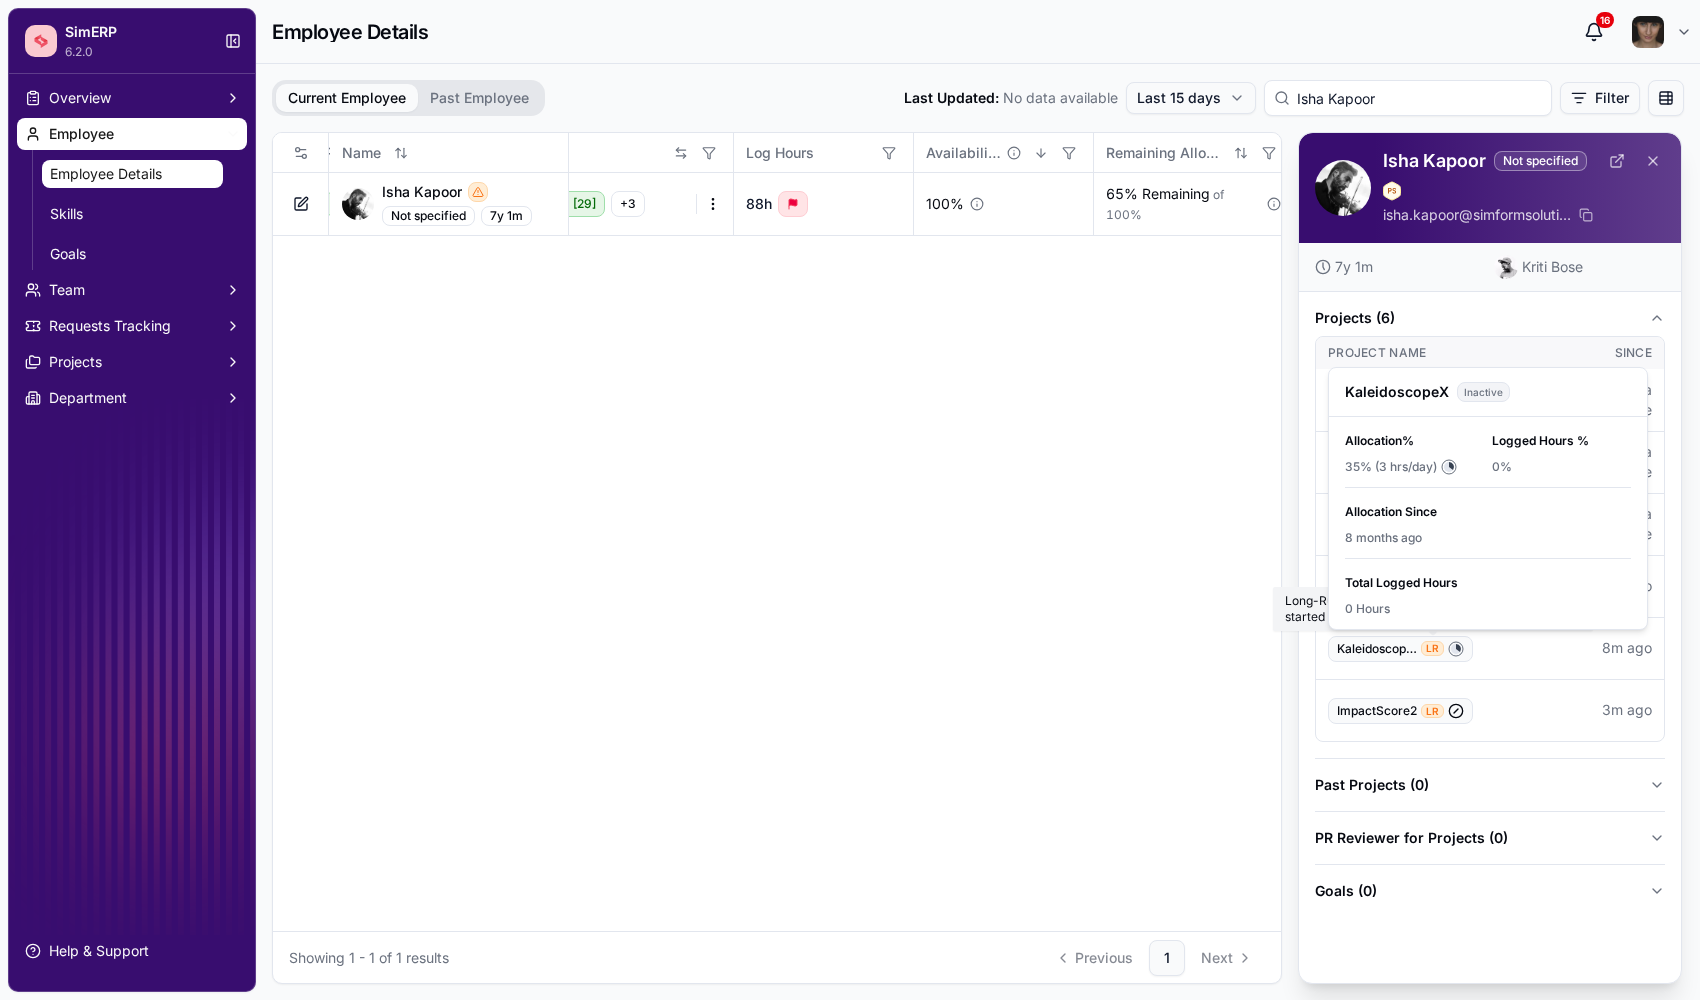 SimERP
6.2.0
Overview
Employee
Employee Details
Skills
Goals
Team
Requests Tracking
Projects
Department
Help & Support
Employee Details
16
Current Employee
Past Employee
Last Updated: No data available
Last 15 days
Isha Kapoor
Filter
Name
Log Hours
Availabili...
Remaining Allo...
Isha Kapoor
Not specified
7y 1m
[29]
+3
88h
100%
65% Remaining of
100%
Showing 1 - 1 of 1 results
Previous
1
Next
Isha Kapoor
Not specified
PS
isha.kapoor@simformsoluti...
7y 1m
Kriti Bose
Projects (6)
PROJECT NAME
SINCE
KaleidoscopeX
Inactive
Allocation%
Logged Hours %
35% (3 hrs/day)
0%
Allocation Since
8 months ago
Total Logged Hours
0 Hours
Long-R
started
Kaleidoscop...
LR
8m ago
ImpactScore2
LR
3m ago
Past Projects (0)
PR Reviewer for Projects (0)
Goals (0)